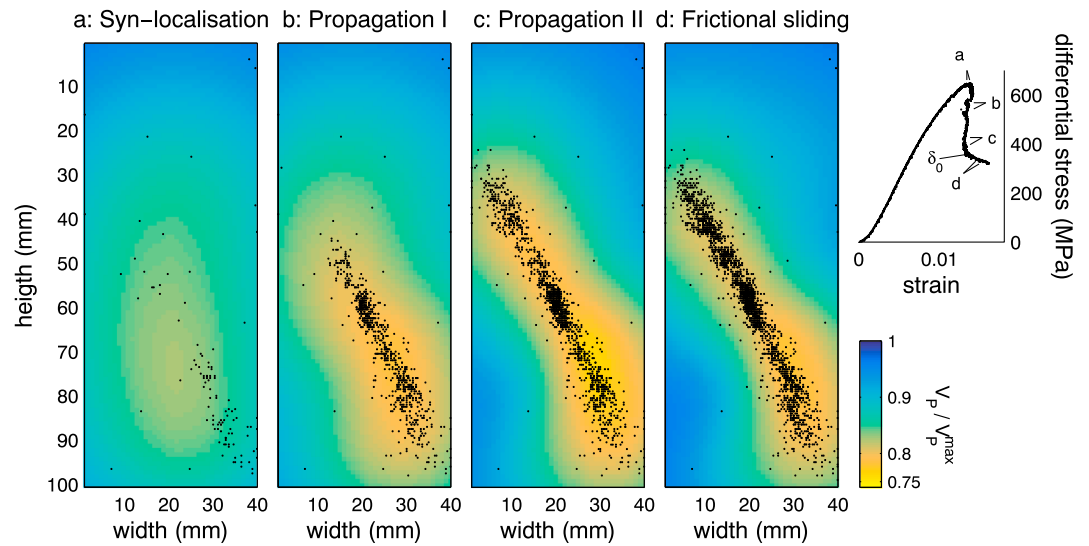 a: Syn-localisation
b: Propagation I
c: Propagation II
d: Frictional sliding
heigth (mm)
10
20
30
40
50
60
70
80
90
100
10 20 30 40
width (mm)
10 20 30 40
width (mm)
10 20 30 40
width (mm)
10 20 30 40
width (mm)
a
b
c
δ0
d
600
400
200
0
differential stress (MPa)
0 0.01
strain
1
0.9
0.8
0.75
VP / VPmax